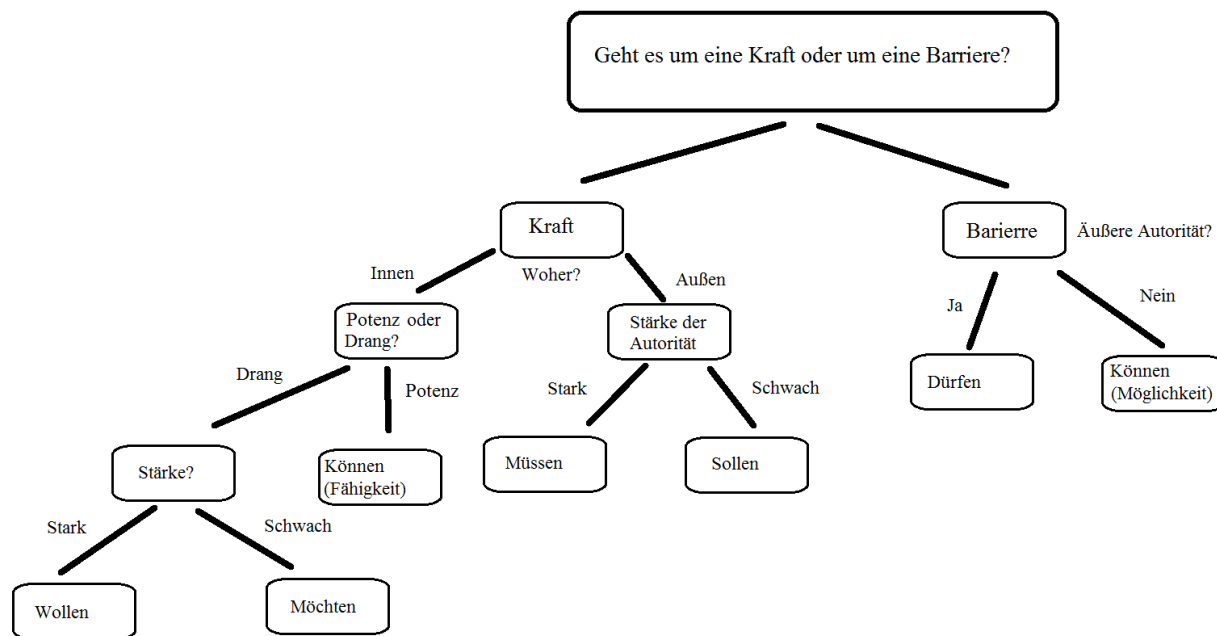 Geht es um eine Kraft oder um eine Barriere?
Kraft
Barierre
Äußere Autorität?
Innen
Woher?
Außen
Ja
Nein
Potenz oder
Drang?
Stärke der
Autorität
Drang
Potenz
Stark
Schwach
Dürfen
Können
(Möglichkeit)
Stärke?
Können
(Fähigkeit)
Müssen
Sollen
Stark
Schwach
Wollen
Möchten